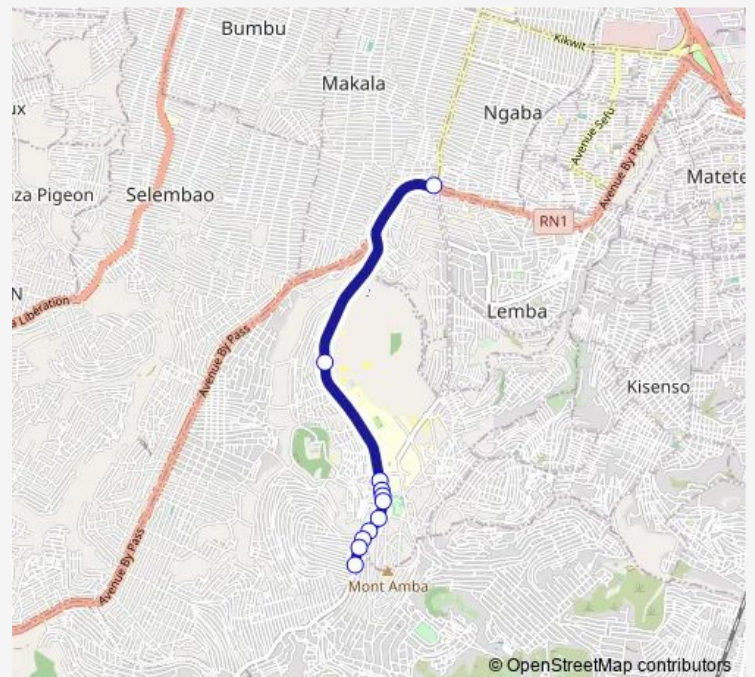 Bumbu
Kikwit
Makala
Ngaba
ux
Avenue Sefu
Matete
za Pigeon
Selembao
Avenue By Pass
RN1
N
a Libération
Lemba
Avenue By Pass
Kisenso
Avenue By Pass
Mont Amba
© OpenStreetMap contributors